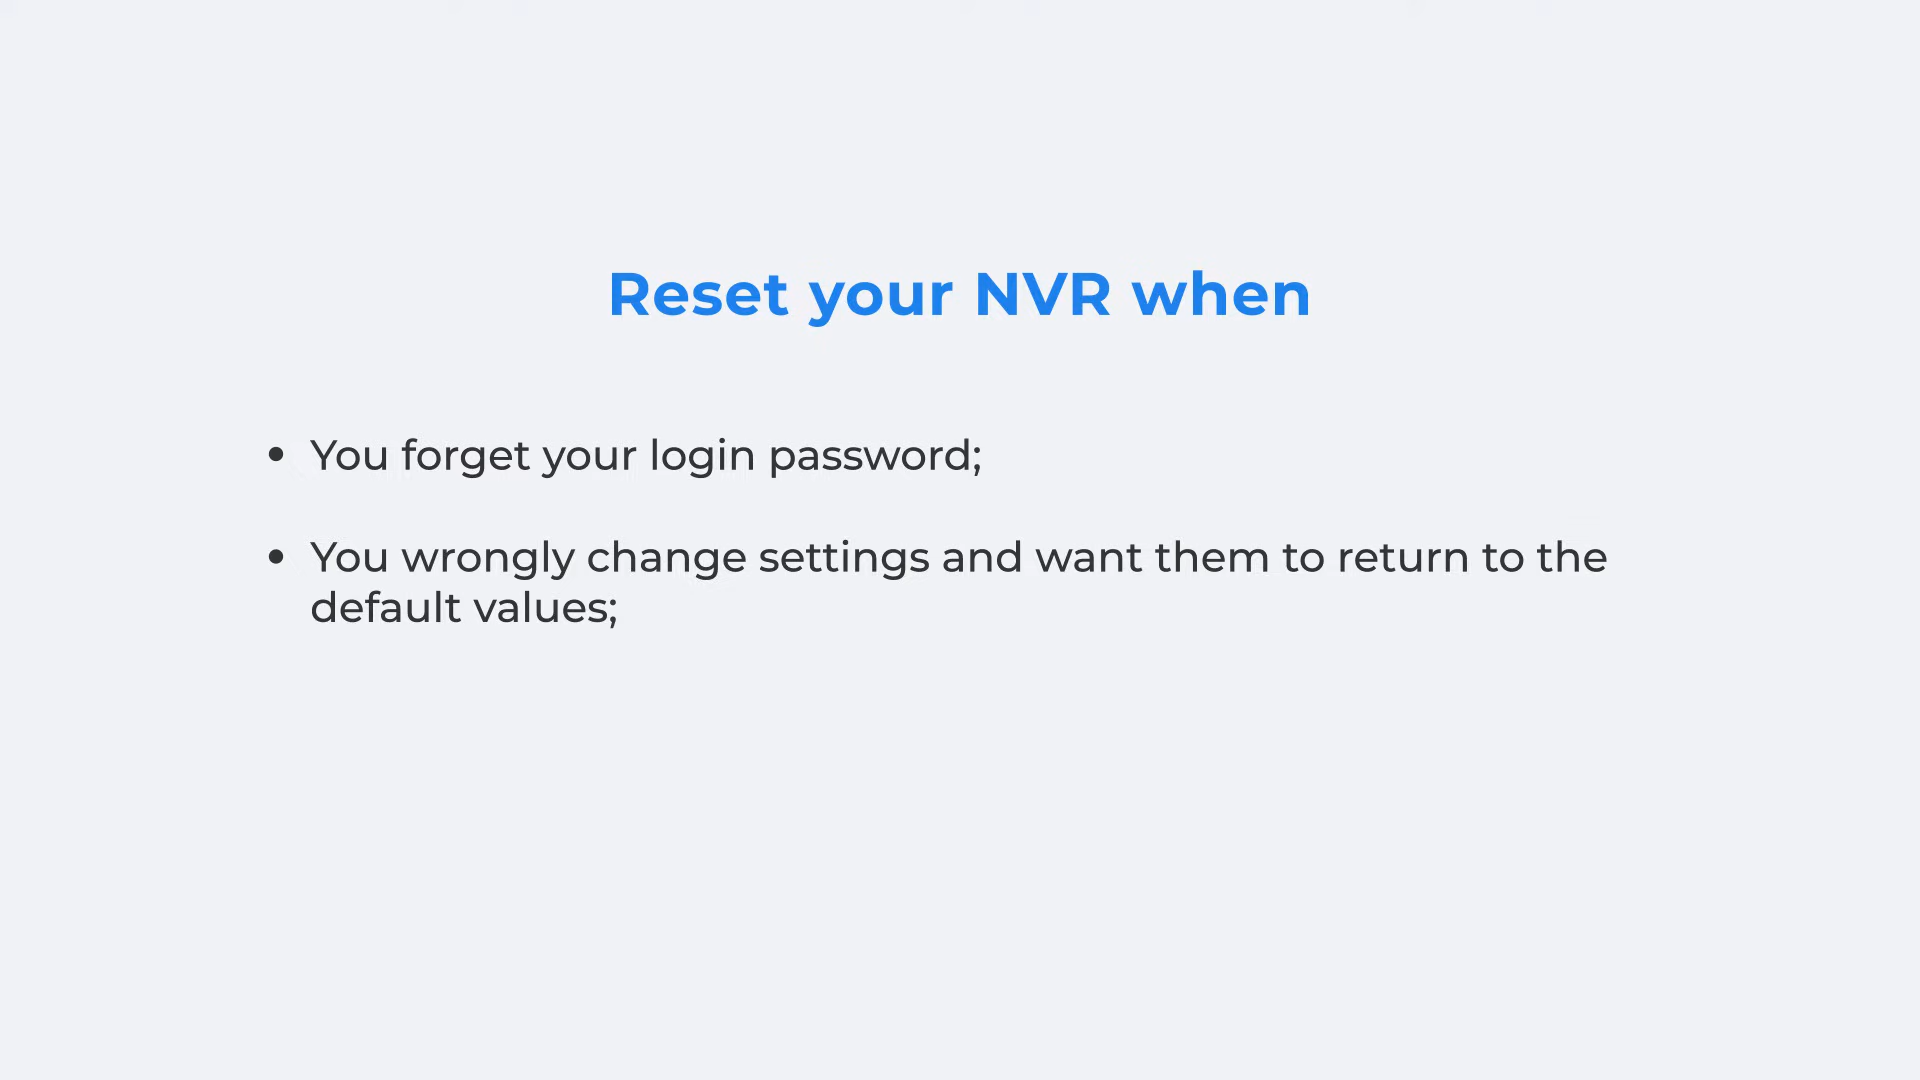 Reset your NVR when
• You forget your login password;
• You wrongly change settings and want them to return to the
default values;